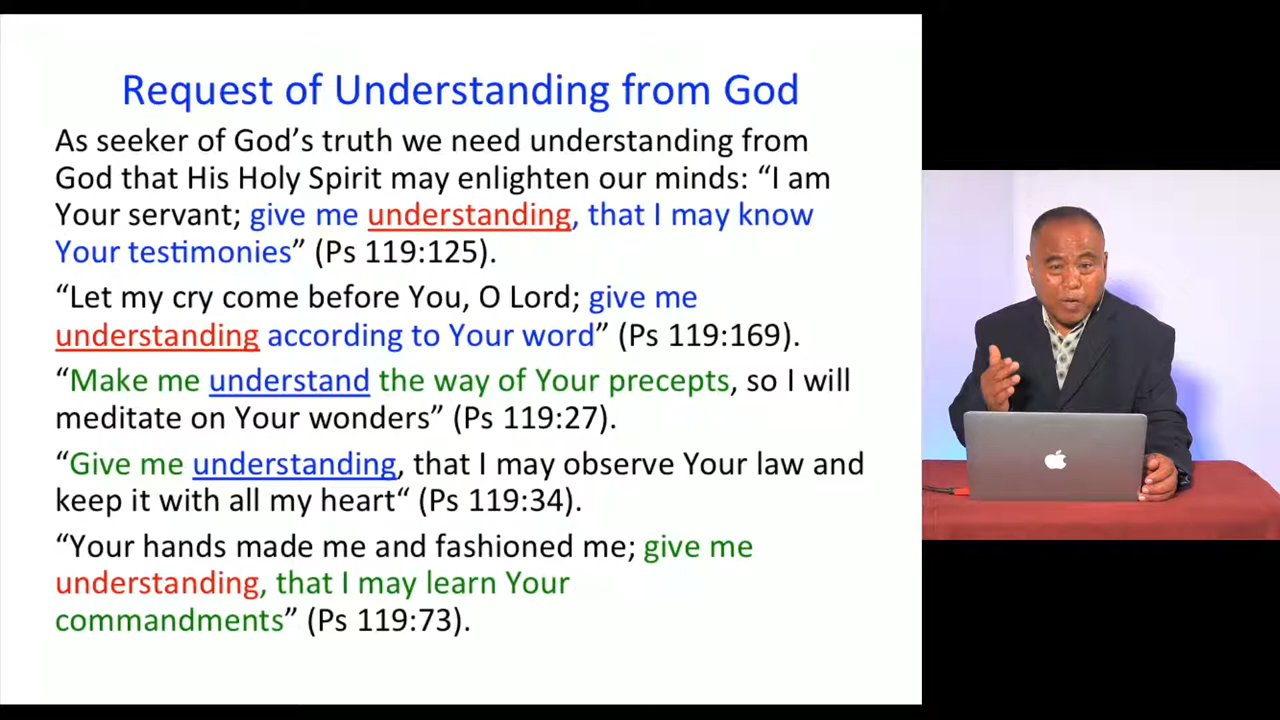 Request of Understanding from God
As seeker of God’s truth we need understanding from
God that His Holy Spirit may enlighten our minds: “I am
Your servant; give me understanding, that I may know
Your testimonies” (Ps 119:125).
“Let my cry come before You, O Lord; give me
understanding according to Your word” (Ps 119:169).
“Make me understand the way of Your precepts, so I will
meditate on Your wonders” (Ps 119:27).
“Give me understanding, that I may observe Your law and
keep it with all my heart“ (Ps 119:34).
“Your hands made me and fashioned me; give me
understanding, that I may learn Your
commandments” (Ps 119:73).